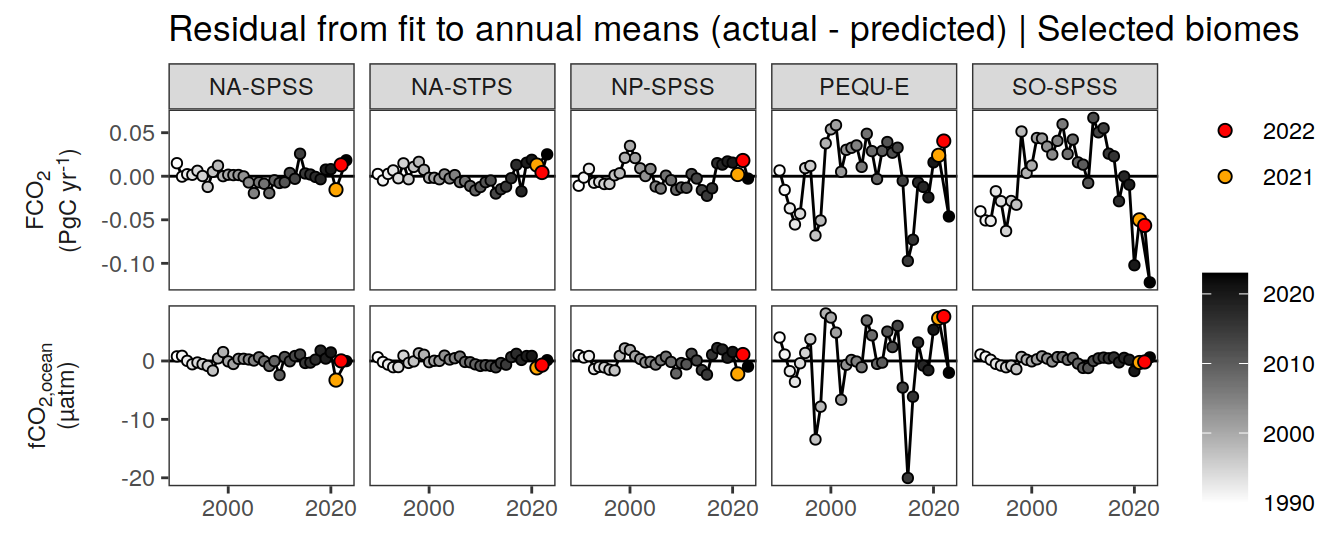 Residual from fit to annual means (actual - predicted) | Selected biomes
NA-SPSS
NA-STPS
NP-SPSS
PEQU-E
SO-SPSS
FCO₂
(PgC yr⁻¹)
0.05
0.00
-0.05
-0.10
fCO₂,ocean
(µatm)
0
-10
-20
2000
2020
2000
2020
2000
2020
2000
2020
2000
2020
2022
2021
2020
2010
2000
1990